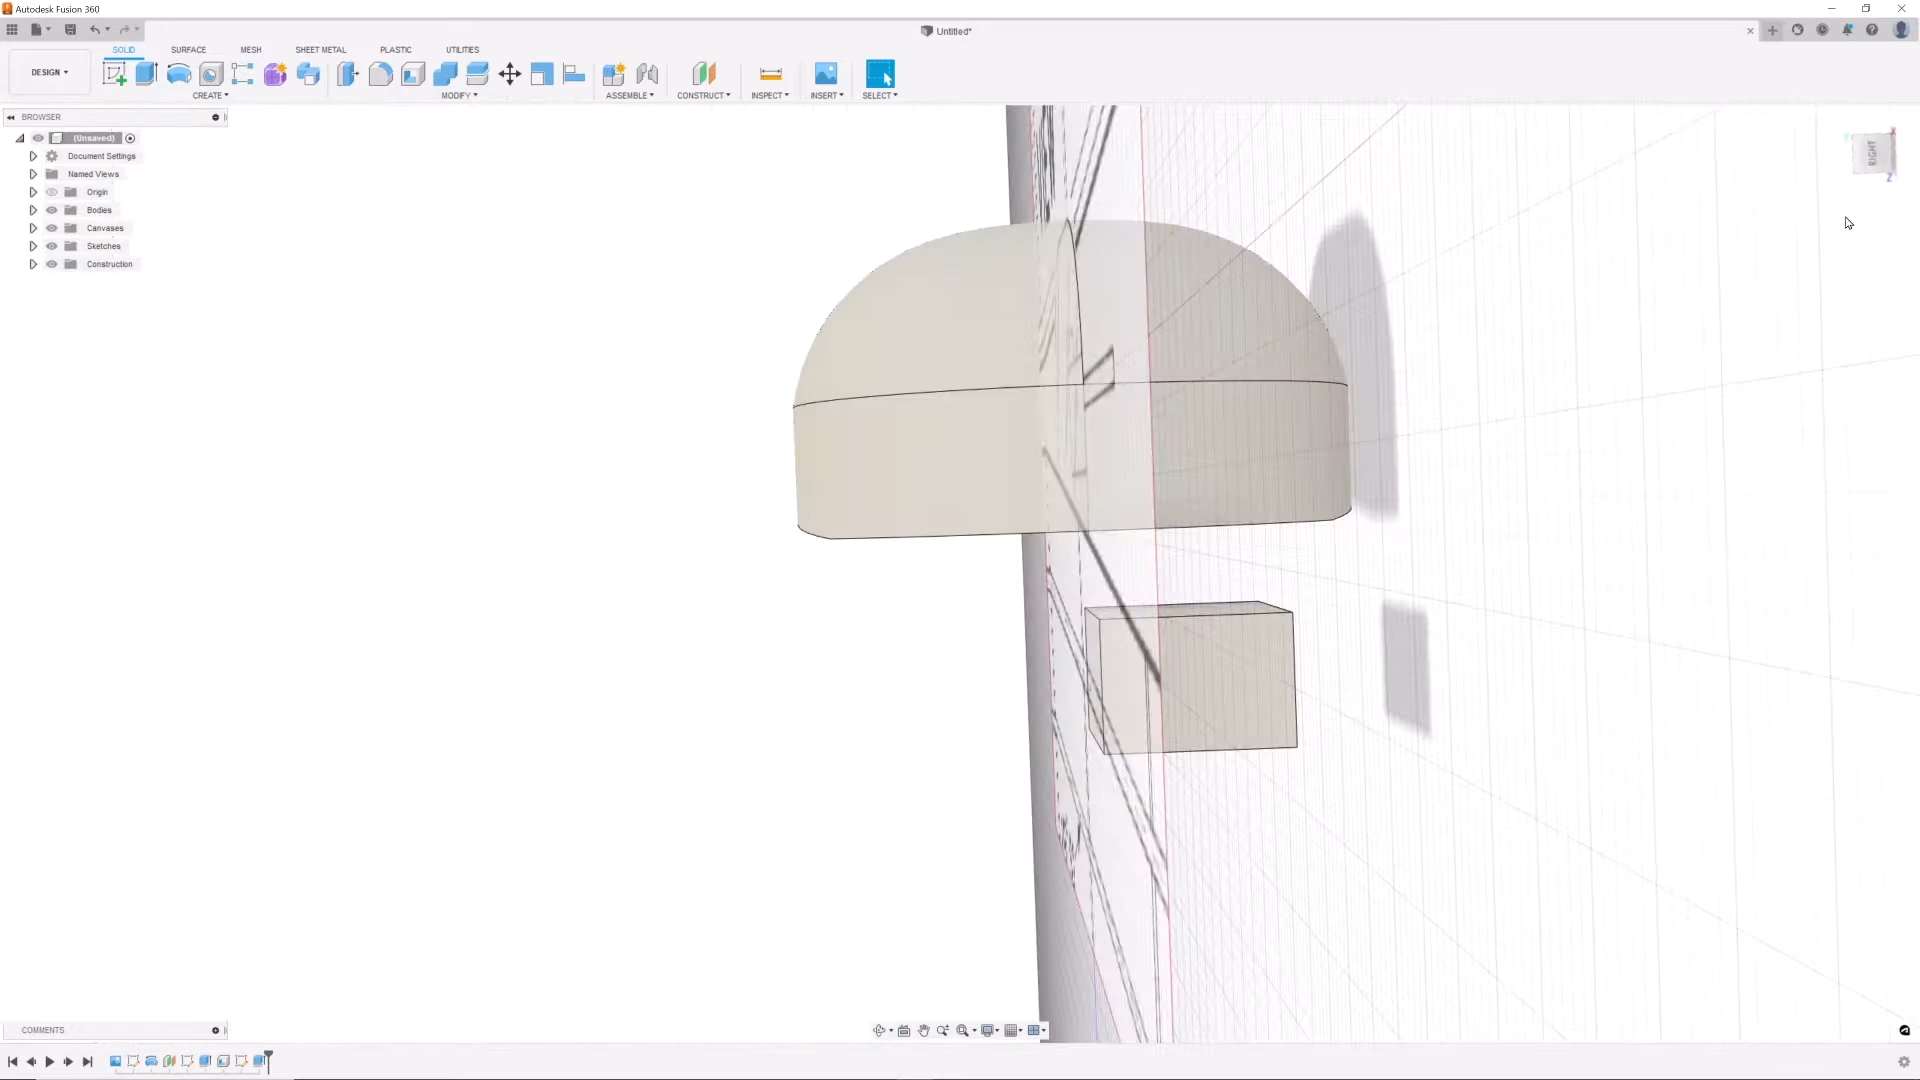 Autodesk Fusion 360
Untitled*
SOLID SURFACE MESH SHEET METAL PLASTIC UTILITIES
DESIGN
CREATE MODIFY ASSEMBLE CONSTRUCT INSPECT INSERT SELECT
BROWSER
(Unsaved)
Document Settings
Named Views
Origin
Bodies
Canvases
Sketches
Construction
RIGHT
X
Z
COMMENTS